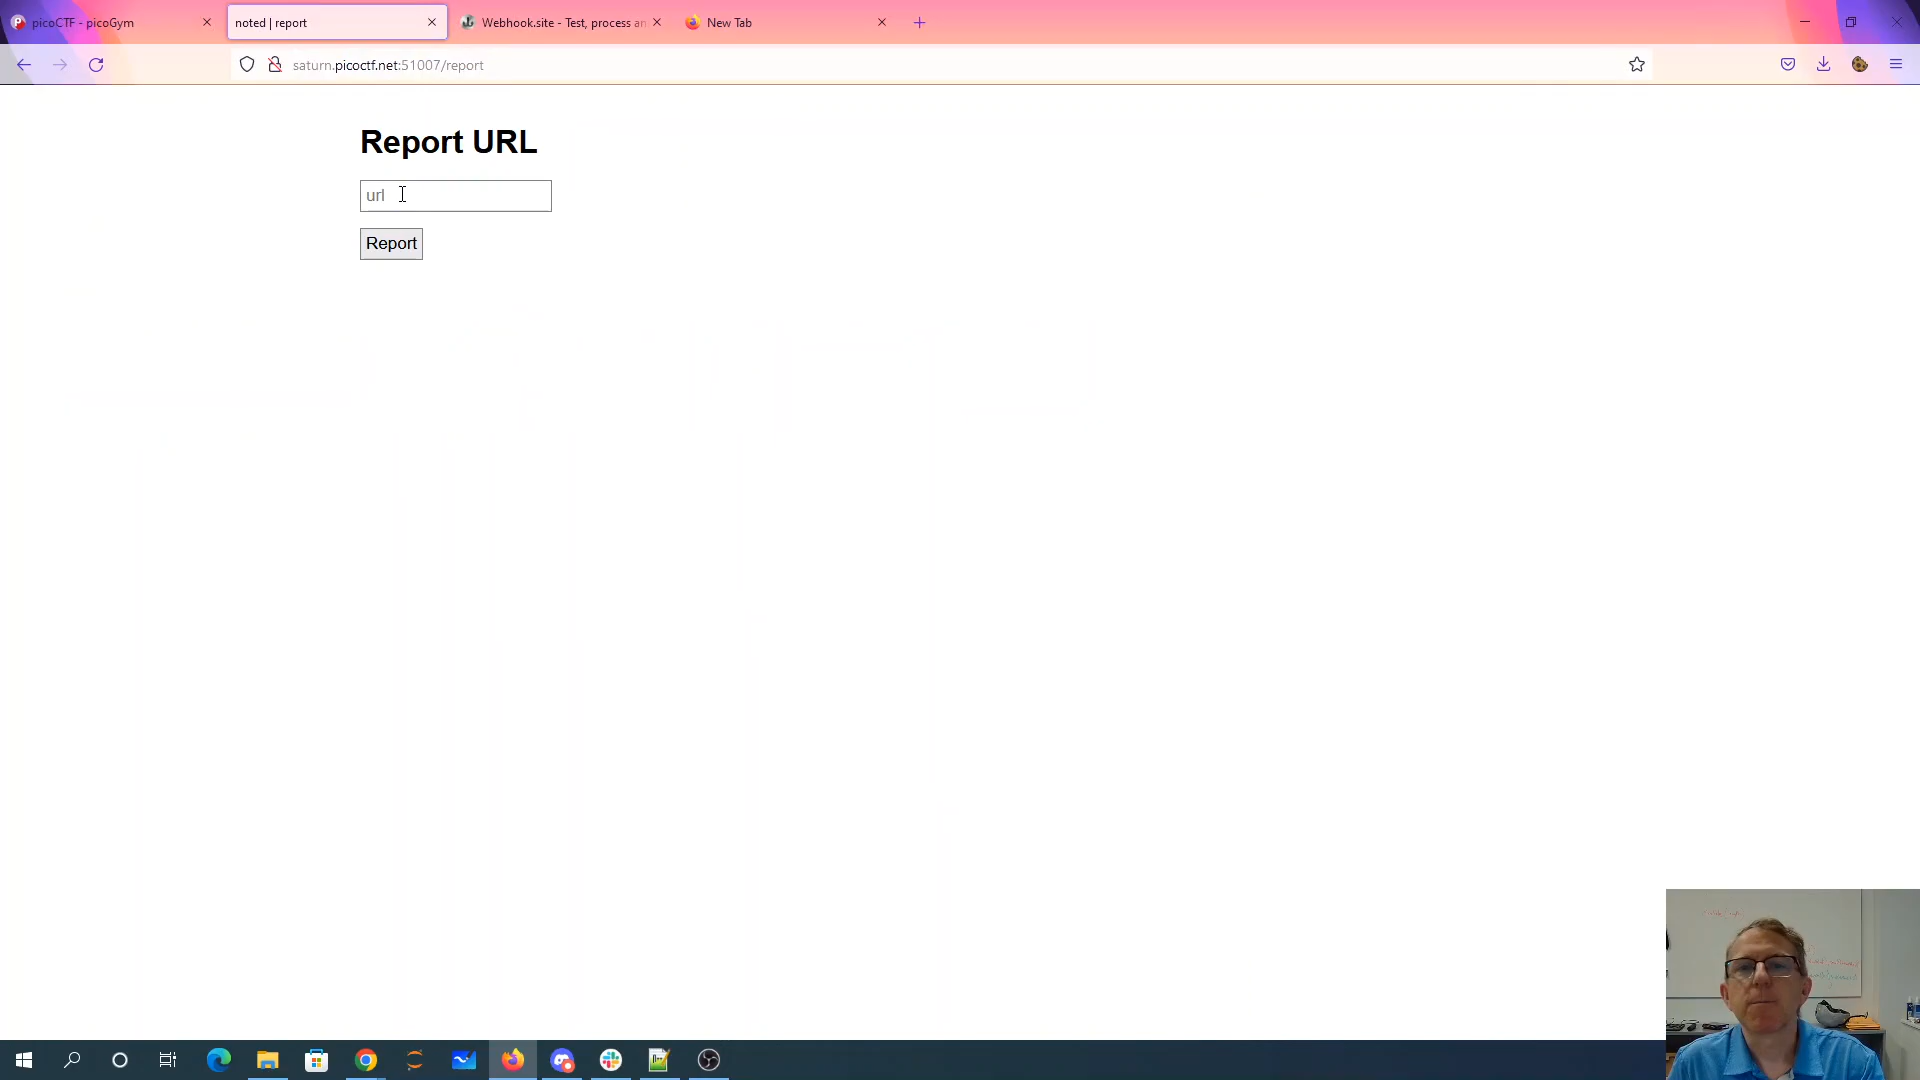 picoCTF - picoGym
noted | report
Webhook.site - Test, process an
New Tab
saturn.picoctf.net:51007/report
Report URL
url
Report